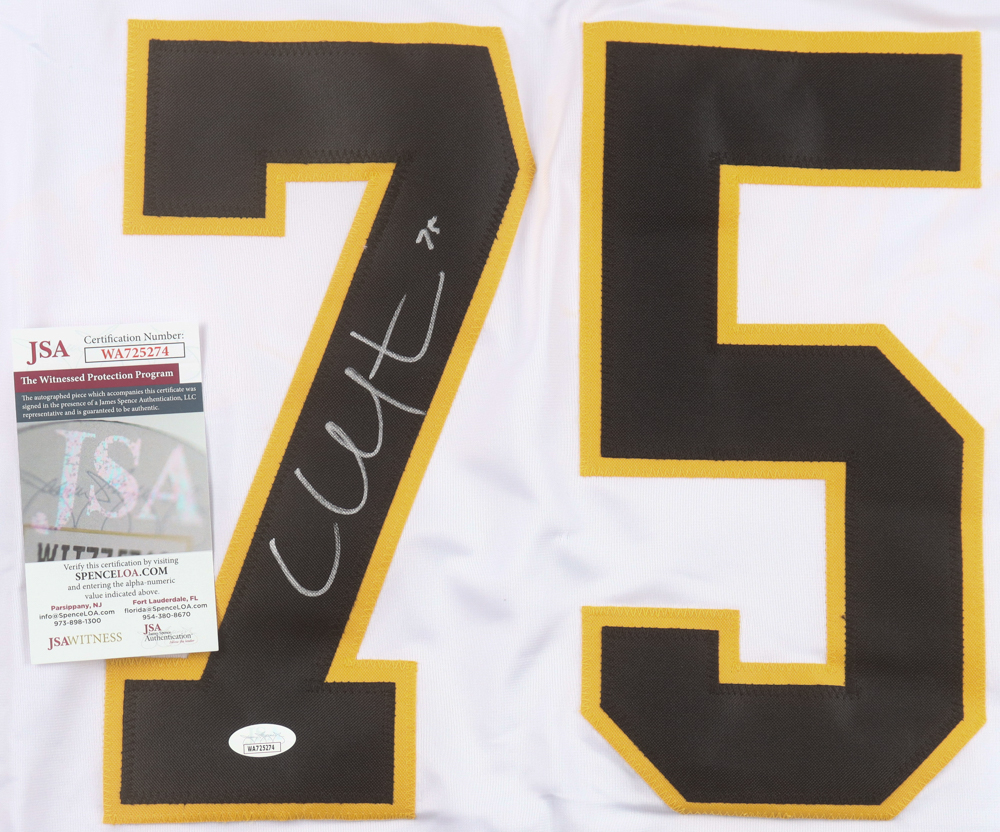 75
75
JSA
Certification Number:
WA725274
The Witnessed Protection Program
The autographed piece which accompanies this certificate was
signed in the presence of a James Spence Authentication, LLC
representative and is guaranteed to be authentic.
JSA
Verify this certification by visiting
SPENCELOA.COM
and entering the alpha-numeric
value indicated above.
Parsippany, NJ
info@SpenceLOA.com
973-898-1300
Fort Lauderdale, FL
florida@SpenceLOA.com
954-380-8670
JSAWITNESS
JSA
Authentication
WA725274